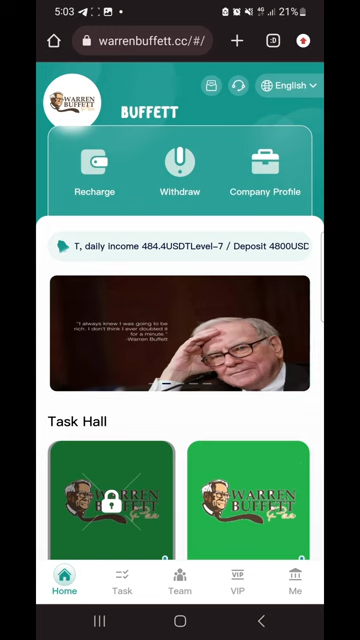 5:03
4G
21%
warrenbuffett.cc/#/
:D
WARREN
BUFFETT
BUFFETT
English
Recharge
Withdraw
Company Profile
T, daily income 484.4USDTLevel-7 / Deposit 4800USD
"I always knew I was going to be
rich. I don't think I ever doubted it
for a minute."
-Warren Buffett
Task Hall
WARREN
BUFFETT
WARREN
BUFFETT
Home
Task
Team
VIP
VIP
Me